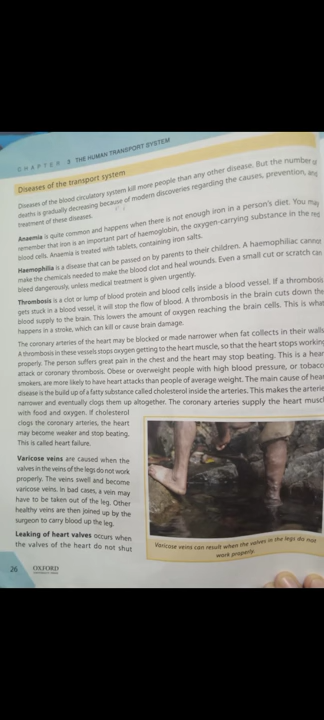 CHAPTER 3 THE HUMAN TRANSPORT SYSTEM
Diseases of the transport system
Diseases of the blood circulatory system kill more people than any other disease. But the number of
deaths is gradually decreasing because of modern discoveries regarding the causes, prevention, and
treatment of these diseases.
Anaemia is quite common and happens when there is not enough iron in a person's diet. You may
remember that iron is an important part of haemoglobin, the oxygen-carrying substance in the red
blood cells. Anaemia is treated with tablets, containing iron salts.
Haemophilia is a disease that can be passed on by parents to their children. A haemophiliac cannot
make the chemicals needed to make the blood clot and heal wounds. Even a small cut or scratch can
bleed dangerously, unless medical treatment is given urgently.
Thrombosis is a clot or lump of blood protein and blood cells inside a blood vessel. If a thrombosis
gets stuck in a blood vessel, it will stop the flow of blood. A thrombosis in the brain cuts down the
blood supply to the brain. This lowers the amount of oxygen reaching the brain cells. This is what
happens in a stroke, which can kill or cause brain damage.
The coronary arteries of the heart may be blocked or made narrower when fat collects in their walls.
A thrombosis in these vessels stops oxygen getting to the heart muscle, so that the heart stops working
properly. The person suffers great pain in the chest and the heart may stop beating. This is a heart
attack or coronary thrombosis. Obese or overweight people with high blood pressure, or tobacco
smokers, are more likely to have heart attacks than people of average weight. The main cause of heart
disease is the build up of a fatty substance called cholesterol inside the arteries. This makes the arteries
narrower and eventually clogs them up altogether. The coronary arteries supply the heart muscle
with food and oxygen. If cholesterol
clogs the coronary arteries, the heart
may become weaker and stop beating.
This is called heart failure.
Varicose veins are caused when the
valves in the veins of the legs do not work
properly. The veins swell and become
varicose veins. In bad cases, a vein may
have to be taken out of the leg. Other
healthy veins are then joined up by the
surgeon to carry blood up the leg.
Leaking of heart valves occurs when
the valves of the heart do not shut
Varicose veins can result when the valves in the legs do not
work properly.
26 OXFORD